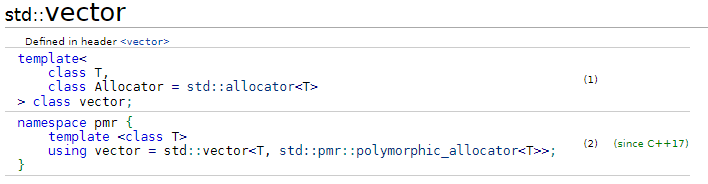 std::vector
Defined in header <vector>
template<
    class T,
    class Allocator = std::allocator<T>
> class vector;
(1)
namespace pmr {
    template <class T>
    using vector = std::vector<T, std::pmr::polymorphic_allocator<T>>;
}
(2) (since C++17)